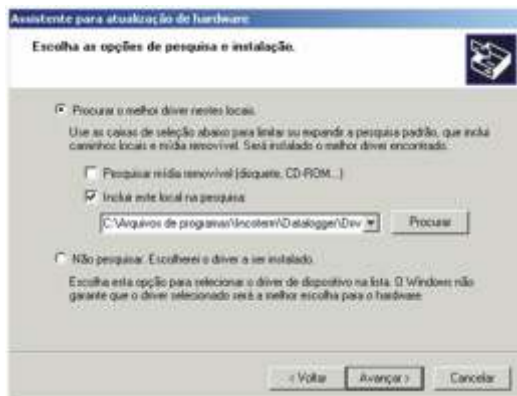 Assistente para atualização de hardware
Escolha as opções de pesquisa e instalação.
Procurar o melhor driver nestes locais.
Use as caixas de seleção abaixo para limitar ou expandir a pesquisa padrão, que inclui
caminhos locais e mídia removível. Será instalado o melhor driver encontrado.
Pesquisar mídia removível (disquete, CD-ROM...)
Incluir este local na pesquisa:
C:\Arquivos de programas\Incoterm\Datalogger\Driv
Procurar
Não pesquisar. Escolherei o driver a ser instalado.
Escolha esta opção para selecionar o driver de dispositivo na lista. O Windows não
garante que o driver selecionado será a melhor escolha para o hardware.
< Voltar
Avançar >
Cancelar